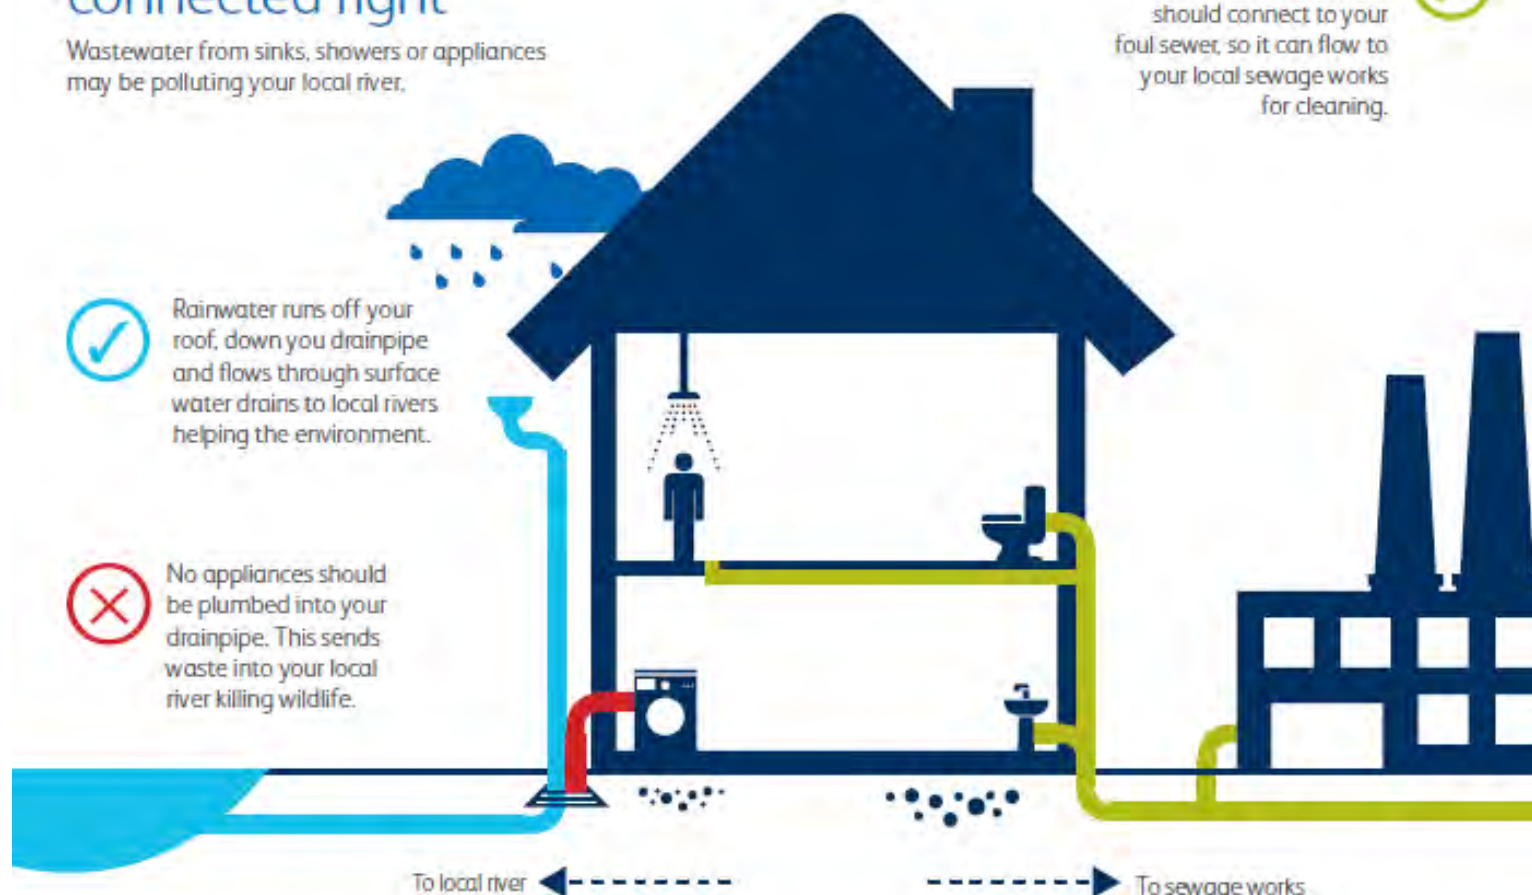 connected right
Wastewater from sinks, showers or appliances
may be polluting your local river.
should connect to your
foul sewer, so it can flow to
your local sewage works
for cleaning.
Rainwater runs off your
roof, down you drainpipe
and flows through surface
water drains to local rivers
helping the environment.
No appliances should
be plumbed into your
drainpipe. This sends
waste into your local
river killing wildlife.
To local river
To sewage works